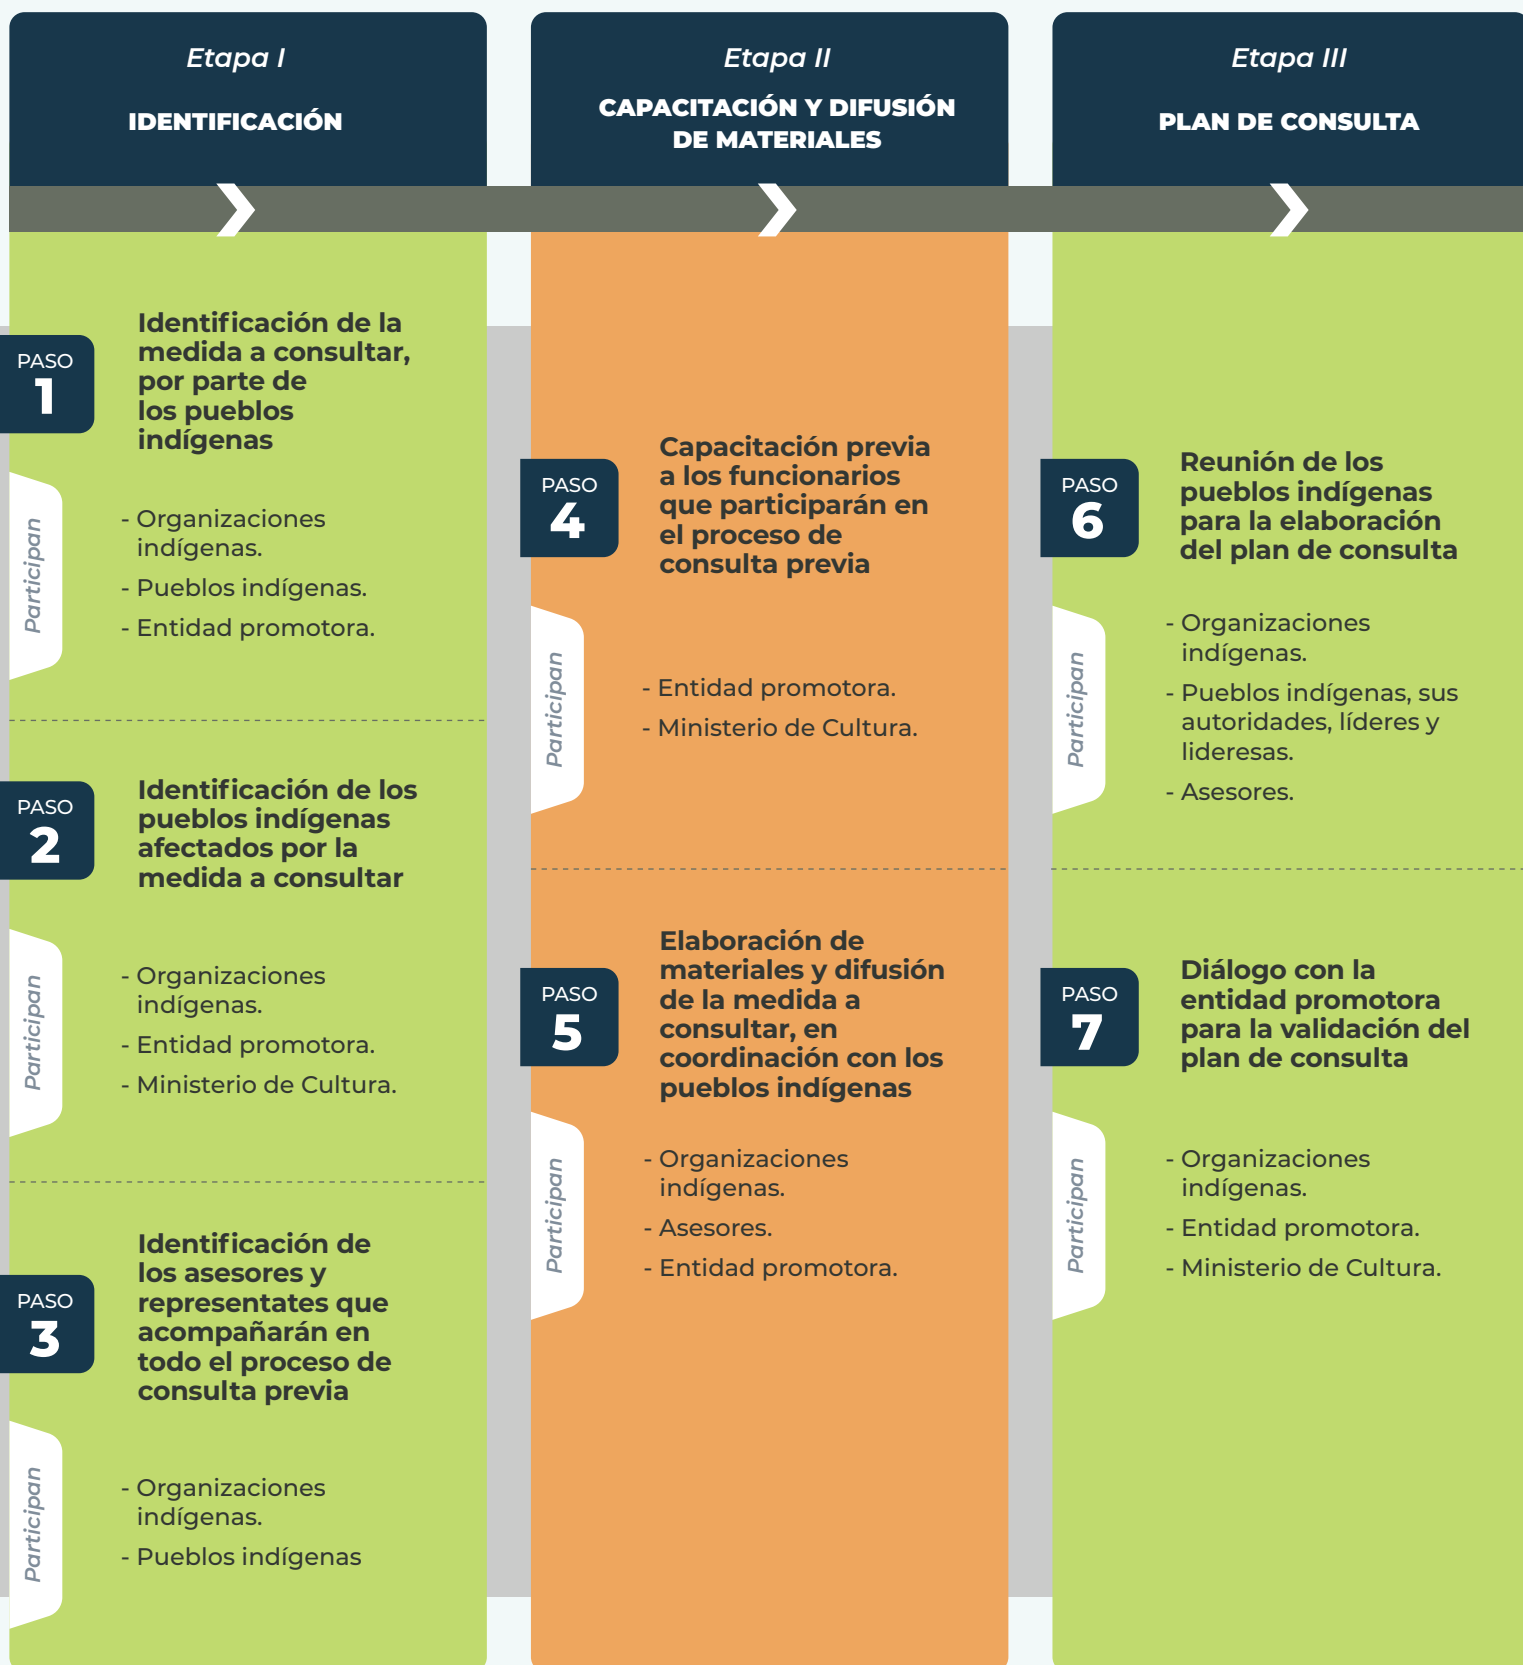 Etapa I
IDENTIFICACIÓN
PASO
1
Identificación de la
medida a consultar,
por parte de
los pueblos
indígenas
Participan
- Organizaciones
indígenas.
- Pueblos indígenas.
- Entidad promotora.
PASO
2
Identificación de los
pueblos indígenas
afectados por la
medida a consultar
Participan
- Organizaciones
indígenas.
- Entidad promotora.
- Ministerio de Cultura.
PASO
3
Identificación de
los asesores y
representates que
acompañarán en
todo el proceso de
consulta previa
Participan
- Organizaciones
indígenas.
- Pueblos indígenas
Etapa II
CAPACITACIÓN Y DIFUSIÓN
DE MATERIALES
PASO
4
Capacitación previa
a los funcionarios
que participarán en
el proceso de
consulta previa
Participan
- Entidad promotora.
- Ministerio de Cultura.
PASO
5
Elaboración de
materiales y difusión
de la medida a
consultar, en
coordinación con los
pueblos indígenas
Participan
- Organizaciones
indígenas.
- Asesores.
- Entidad promotora.
Etapa III
PLAN DE CONSULTA
PASO
6
Reunión de los
pueblos indígenas
para la elaboración
del plan de consulta
Participan
- Organizaciones
indígenas.
- Pueblos indígenas, sus
autoridades, líderes y
lideresas.
- Asesores.
PASO
7
Diálogo con la
entidad promotora
para la validación del
plan de consulta
Participan
- Organizaciones
indígenas.
- Entidad promotora.
- Ministerio de Cultura.